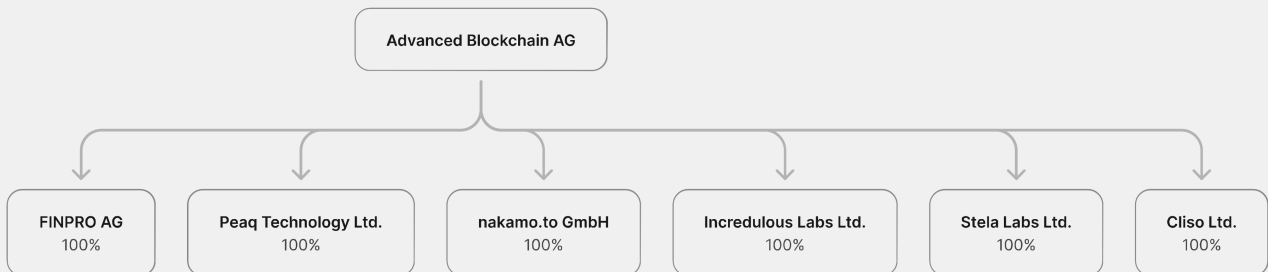 Advanced Blockchain AG
FINPRO AG
100%
Peaq Technology Ltd.
100%
nakamo.to GmbH
100%
Incredulous Labs Ltd.
100%
Stela Labs Ltd.
100%
Cliso Ltd.
100%